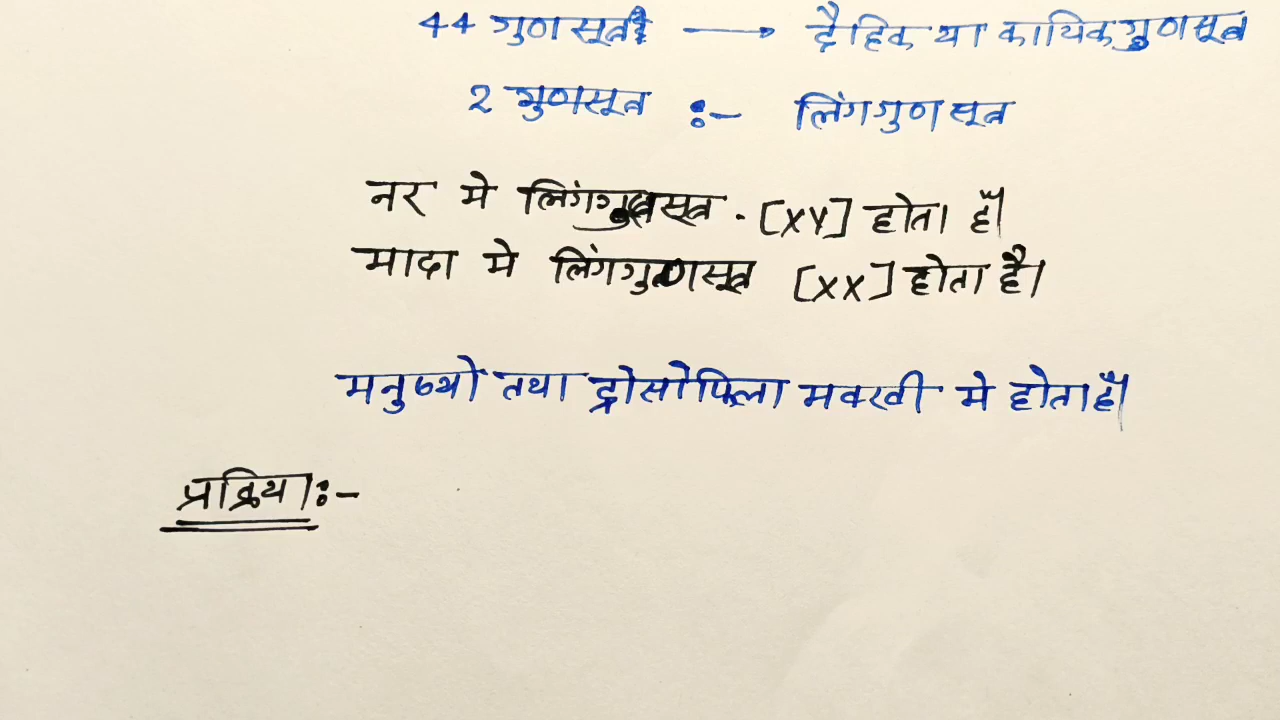 44 गुणसूत्र → दैहिक या कायिक गुणसूत्र
2 गुणसूत्र :- लिंगगुणसूत्र
नर मे लिंगगुणसूत्र . [XY] होता है।
मादा मे लिंगगुणसूत्र [XX] होता है।
मनुष्यो तथा द्रोसोफिला मक्खी मे होता है।
प्रक्रिया :-